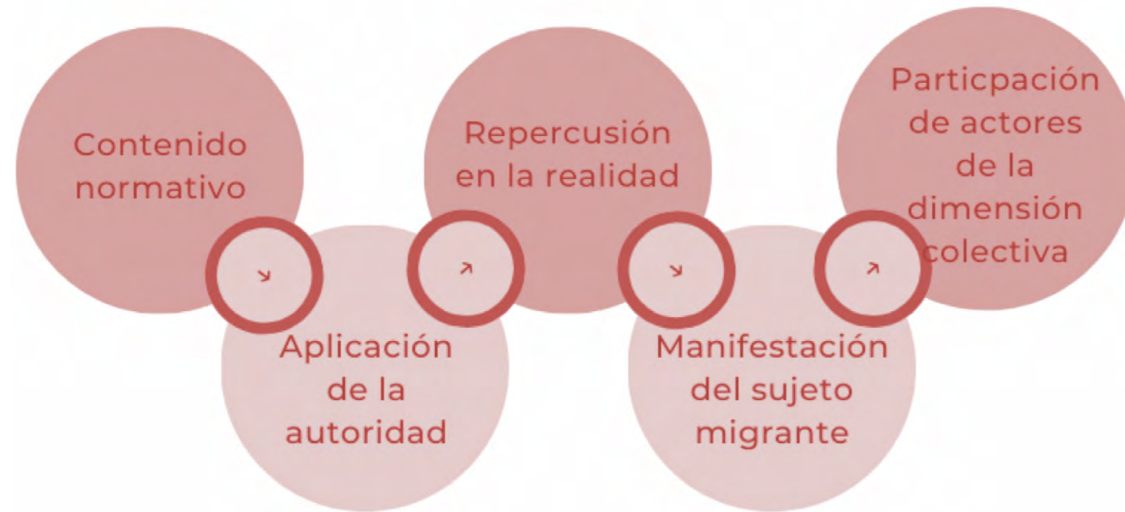 Contenido
normativo
Aplicación
de la
autoridad
Repercusión
en la realidad
Manifestación
del sujeto
migrante
Particpación
de actores
de la
dimensión
colectiva